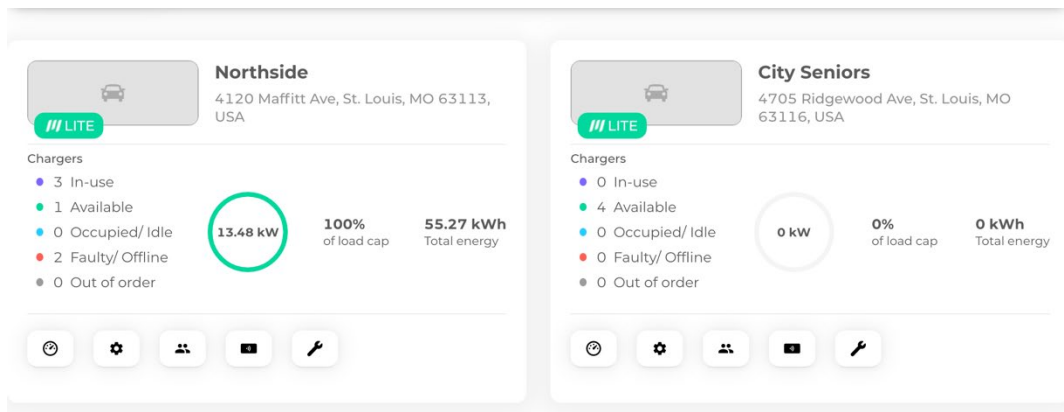 Northside
4120 Maffitt Ave, St. Louis, MO 63113,
USA
LITE
Chargers
3 In-use
1 Available
0 Occupied/ Idle
2 Faulty/ Offline
0 Out of order
13.48 kW
100%
of load cap
55.27 kWh
Total energy
City Seniors
4705 Ridgewood Ave, St. Louis, MO
63116, USA
LITE
Chargers
0 In-use
4 Available
0 Occupied/ Idle
0 Faulty/ Offline
0 Out of order
0 kW
0%
of load cap
0 kWh
Total energy